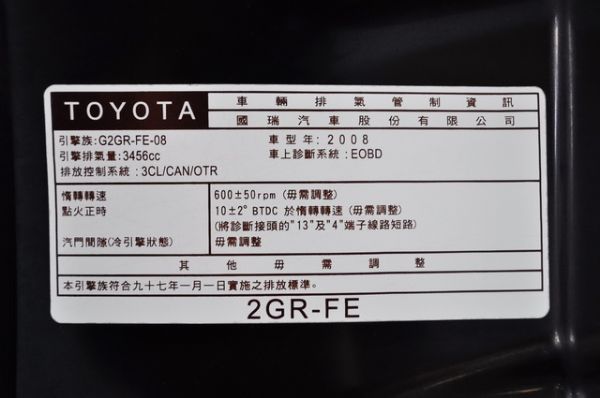 TOYOTA
車輛排氣管制資訊
國瑞汽車股份有限公司
引擎族:G2GR-FE-08
車型年:2008
引擎排氣量:3456cc
車上診斷系統:EOBD
排放控制系統:3CL/CAN/OTR
惰轉轉速
600±50rpm (毋需調整)
點火正時
10±2° BTDC 於惰轉轉速 (毋需調整)
(將診斷接頭的"13"及"4"端子線路短路)
汽門間隙(冷引擎狀態)
毋需調整
其他毋需調整
本引擎族符合九十七年一月一日實施之排放標準。
2GR-FE